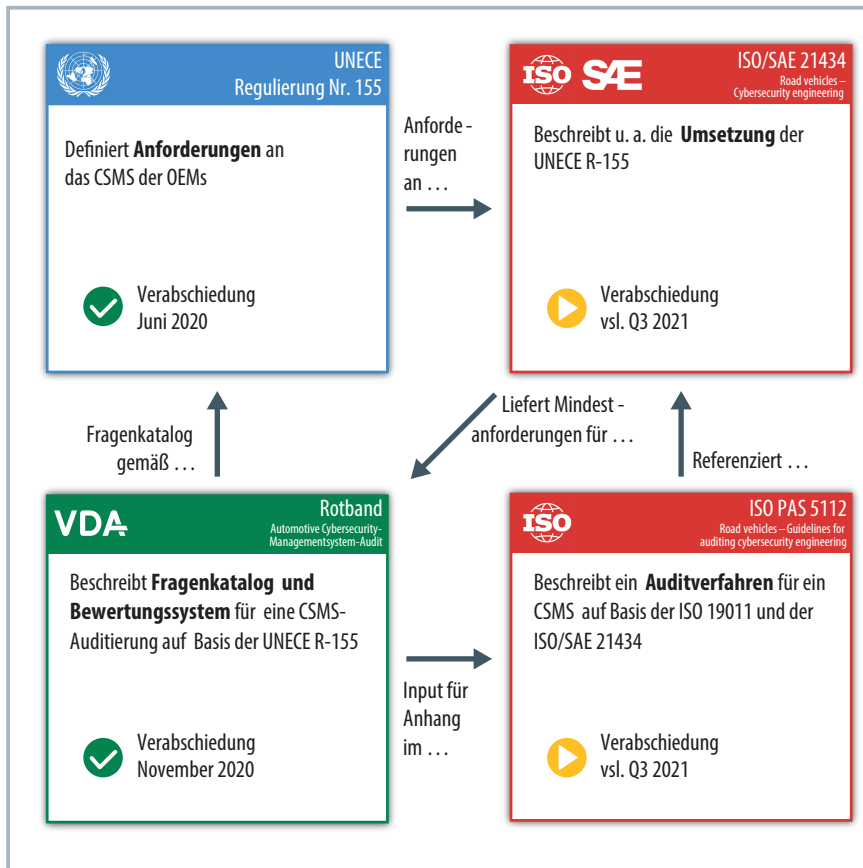 UNECE
Regulierung Nr. 155
Definiert Anforderungen an
das CSMS der OEMs
Verabschiedung
Juni 2020
Anforde -
rungen
an …
ISO SAE
ISO/SAE 21434
Road vehicles –
Cybersecurity engineering
Beschreibt u. a. die Umsetzung der
UNECE R-155
Verabschiedung
vsl. Q3 2021
Fragenkatalog
gemäß …
Liefert Mindest -
anforderungen für …
Referenziert …
VDA
Rotband
Automotive Cybersecurity-
Managementsystem-Audit
Beschreibt Fragenkatalog und
Bewertungssystem für eine CSMS-
Auditierung auf Basis der UNECE R-155
Verabschiedung
November 2020
Input für
Anhang
im …
ISO
ISO PAS 5112
Road vehicles – Guidelines for
auditing cybersecurity engineering
Beschreibt ein Auditverfahren für ein
CSMS auf Basis der ISO 19011 und der
ISO/SAE 21434
Verabschiedung
vsl. Q3 2021